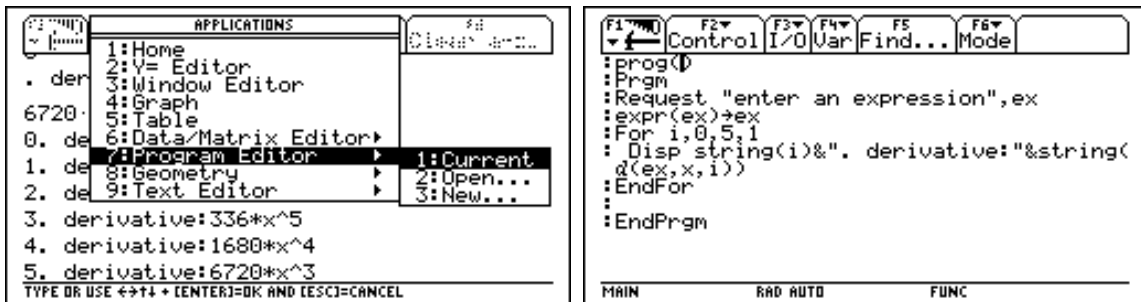 APPLICATIONS
Clear
1:Home
2:Y= Editor
. der
3:Window Editor
4:Graph
6720·
5:Table
0. de
6:Data/Matrix Editor▶
7:Program Editor ▶
1:Current
1. de
8:Geometry ▶
2:Open...
2. de
9:Text Editor ▶
3:New...
3. derivative:336*x^5
4. derivative:1680*x^4
5. derivative:6720*x^3
TYPE OR USE ←→↑↓ + [ENTER]=OK AND [ESC]=CANCEL
F1▼ F2▼ Control F3▼ I/O F4▼ Var F5 Find... F6▼ Mode
:prog()
:Prgm
:Request "enter an expression",ex
:expr(ex)→ex
:For i,0,5,1
: Disp string(i)&". derivative:"&string(
d(ex,x,i))
:EndFor
:
:EndPrgm
MAIN RAD AUTO FUNC